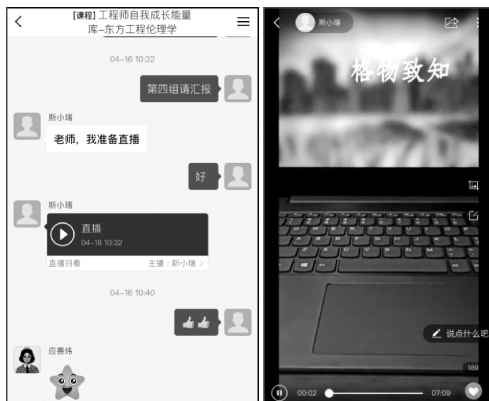 [课程] 工程师自我成长能量
库–东方工程伦理学
04–16 10:32
第四组请汇报
斯小瑞
老师，我准备直播
好
斯小瑞
直播
04–16 10:32
直播回看
主播：斯小瑞
04–16 10:40
应善炜
斯小瑞
格物致知
说点什么吧
189
00:02
07:09